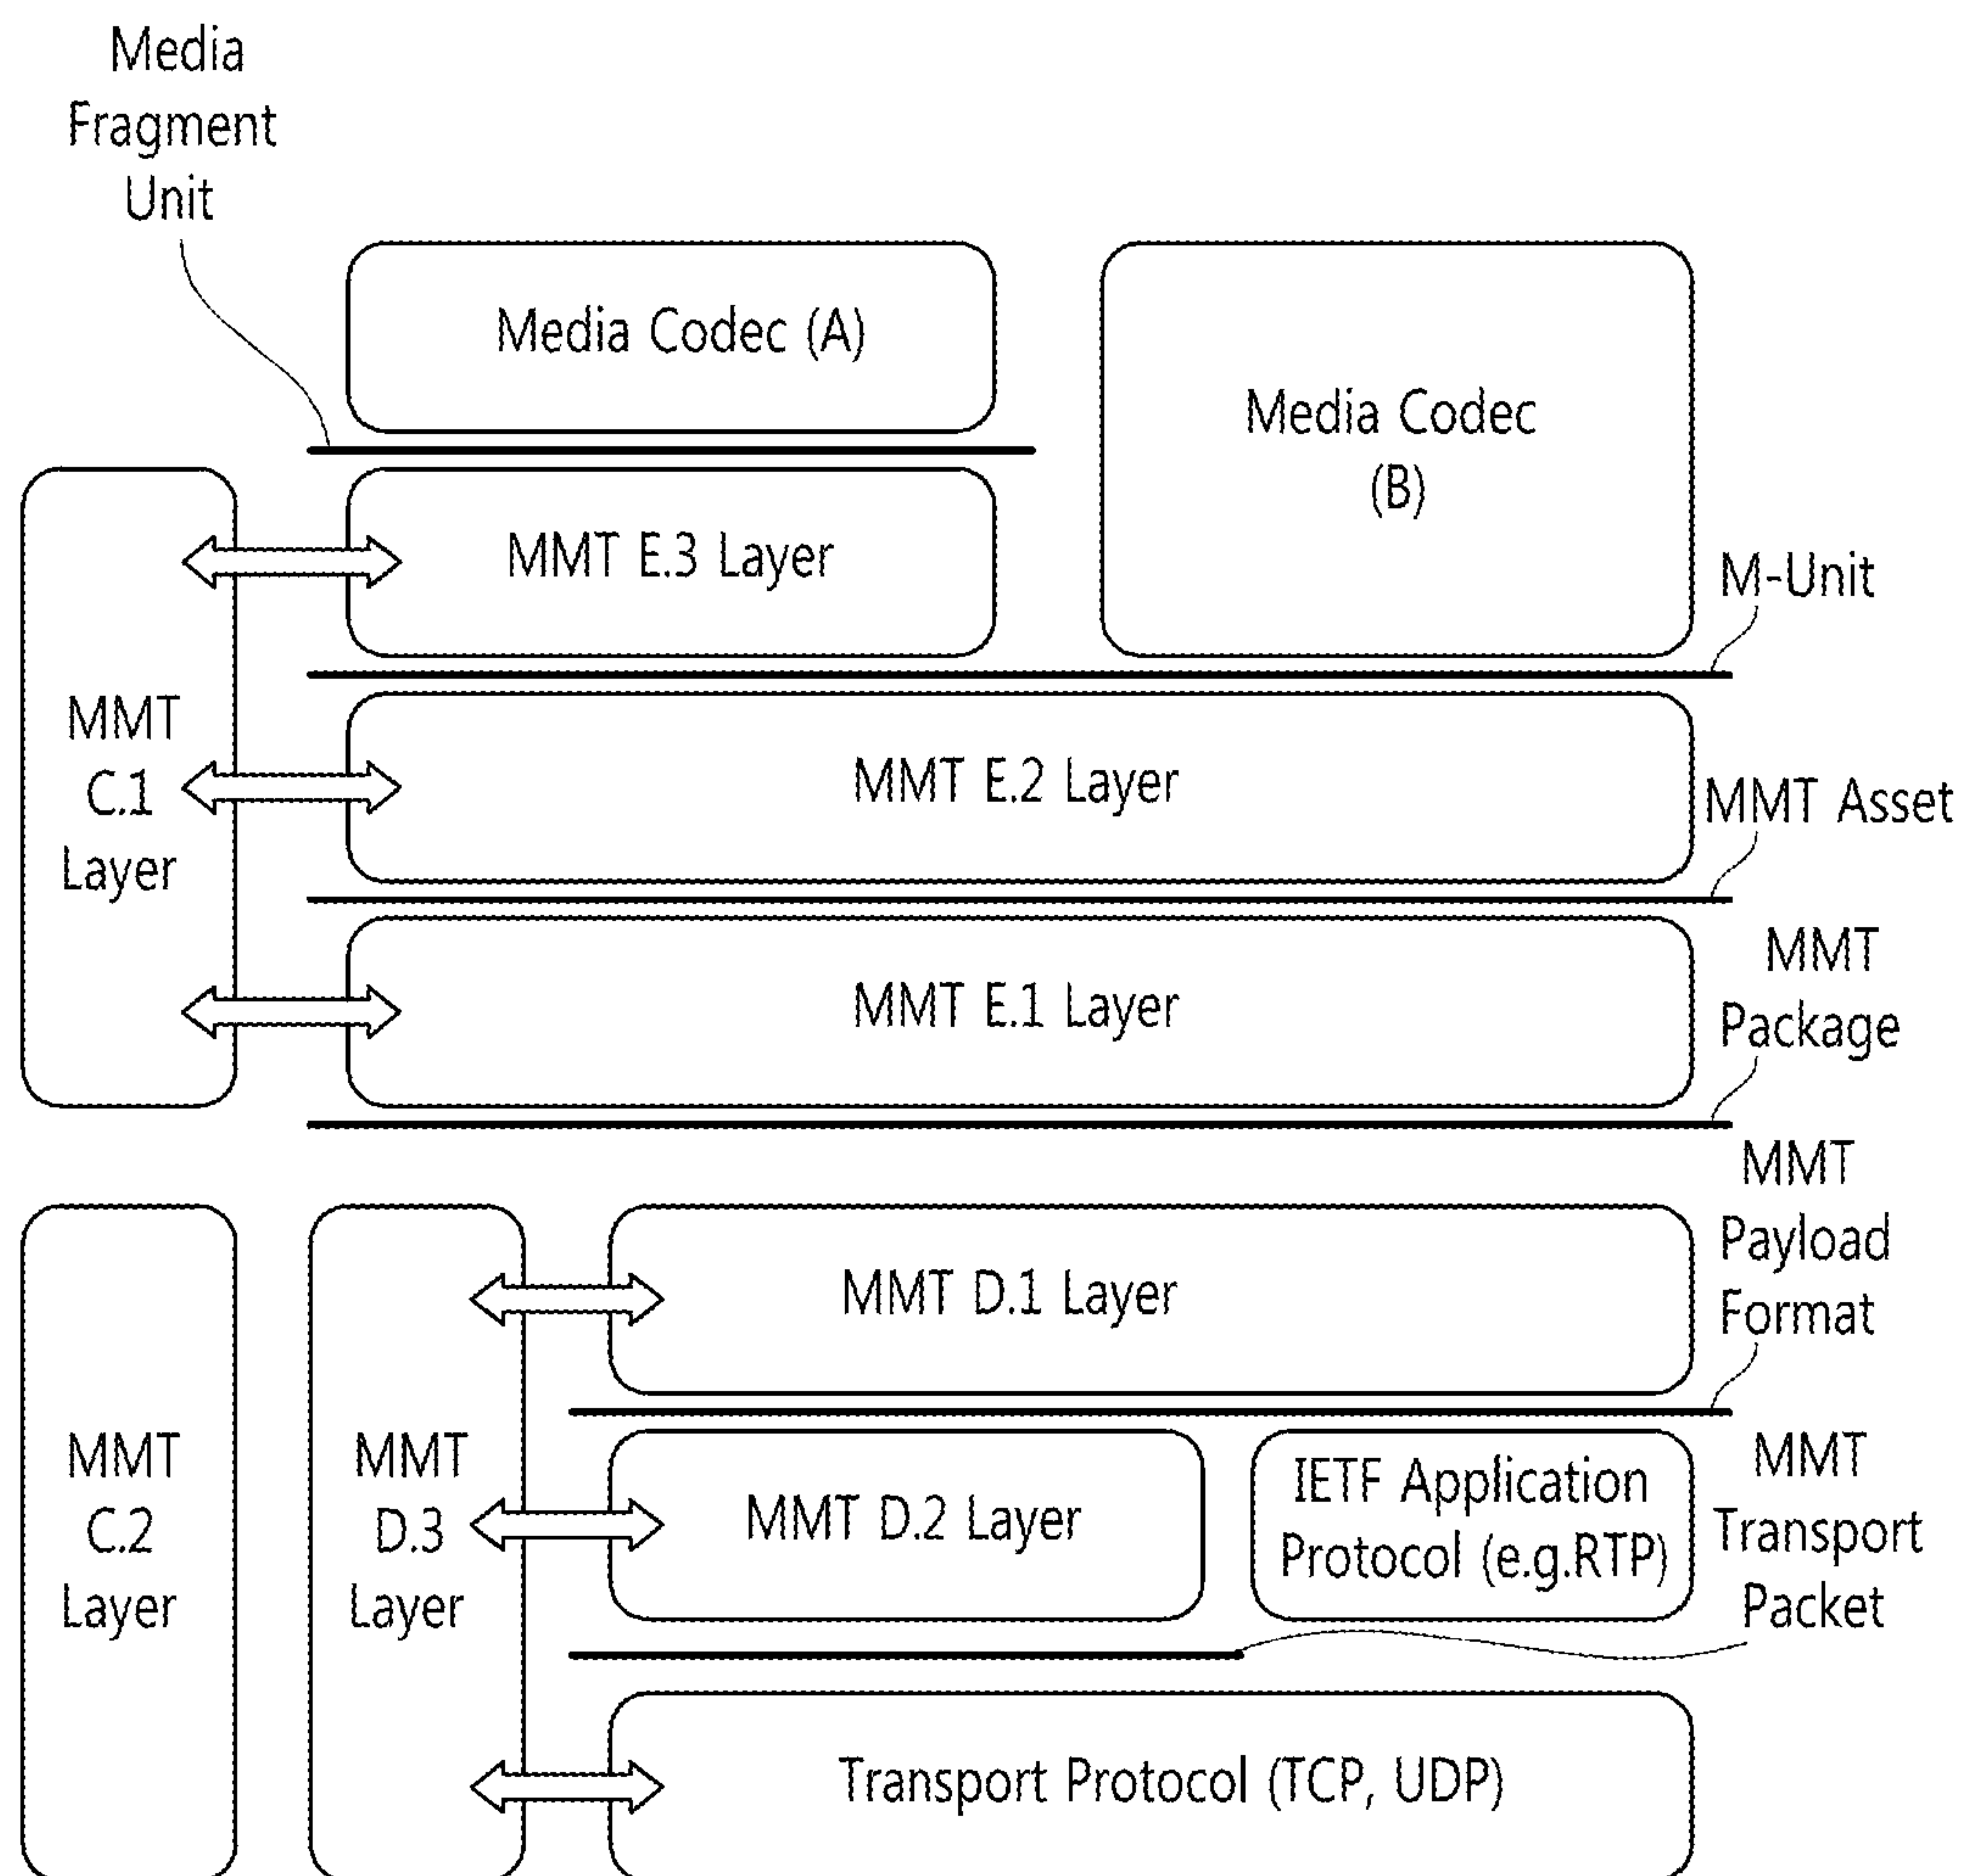 Media
Fragment
Unit
Media Codec (A)
Media Codec
(B)
MMT E.3 Layer
M-Unit
MMT
C.1
Layer
MMT E.2 Layer
MMT Asset
MMT E.1 Layer
MMT
Package
MMT
Payload
Format
MMT D.1 Layer
MMT
C.2
Layer
MMT
D.3
Layer
MMT D.2 Layer
IETF Application
Protocol (e.g.RTP)
MMT
Transport
Packet
Transport Protocol (TCP, UDP)